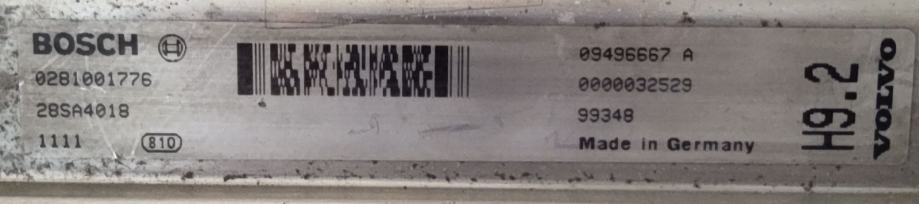 BOSCH
0281001776
28SA4018
1111 810
09496667 A
0000032529
99348
Made in Germany
H9.2
VOLVO